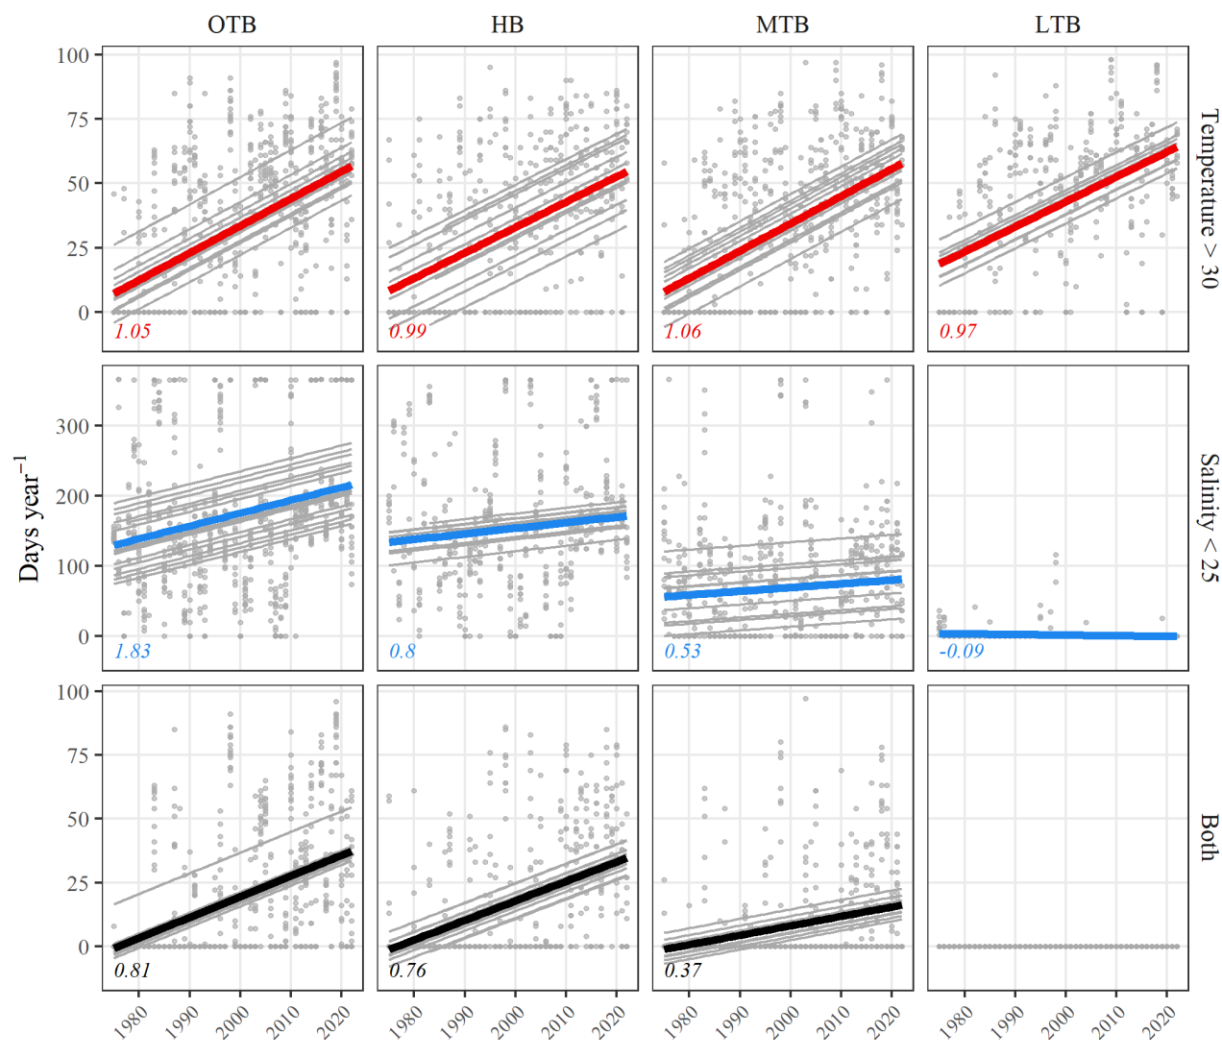 OTB HB MTB LTB
100
75
50
25
0
1.05 0.99 1.06 0.97
Temperature > 30
300
200
100
0
1.83 0.8 0.53 -0.09
Salinity < 25
Days year⁻¹
100
75
50
25
0
0.81 0.76 0.37
Both
1980 1990 2000 2010 2020 1980 1990 2000 2010 2020 1980 1990 2000 2010 2020 1980 1990 2000 2010 2020